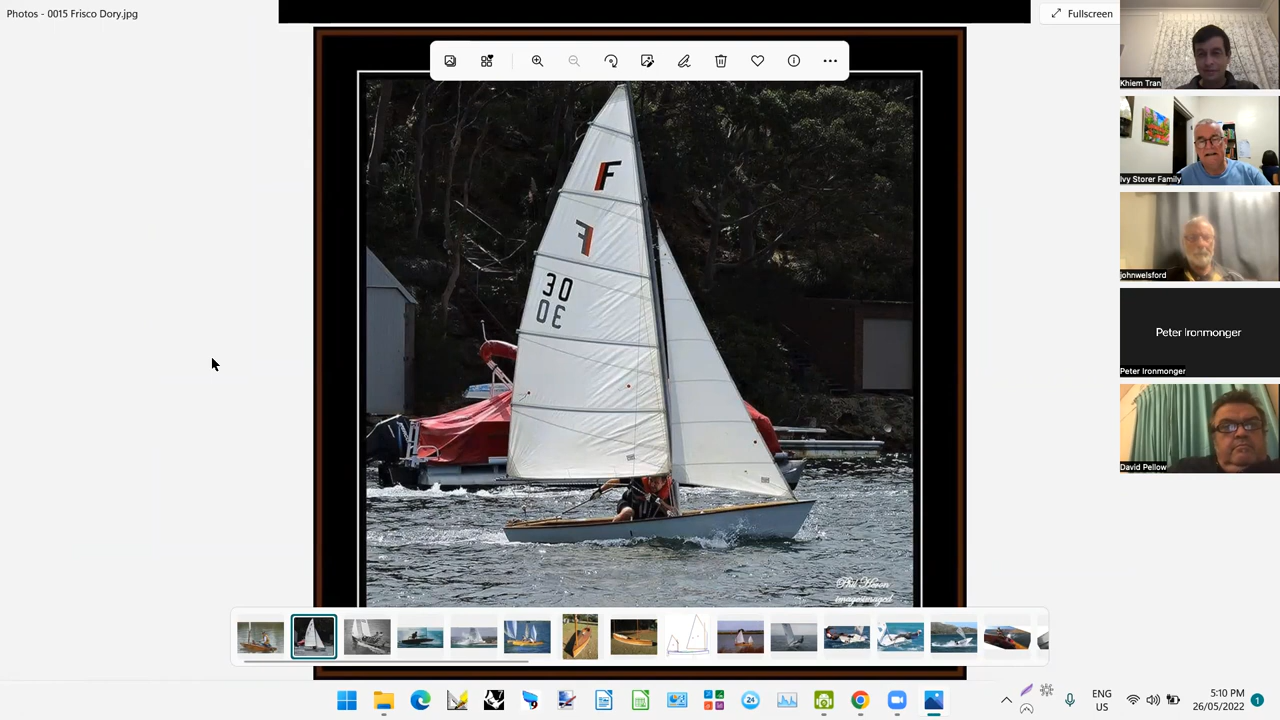 Photos - 0015 Frisco Dory.jpg
Fullscreen
Khiem Tran
Ivy Storer Family
johnwelsford
Peter Ironmonger
Peter Ironmonger
David Pellow
F
F
30
30
Phil Heron
24
ENG
US
5:10 PM
26/05/2022
1